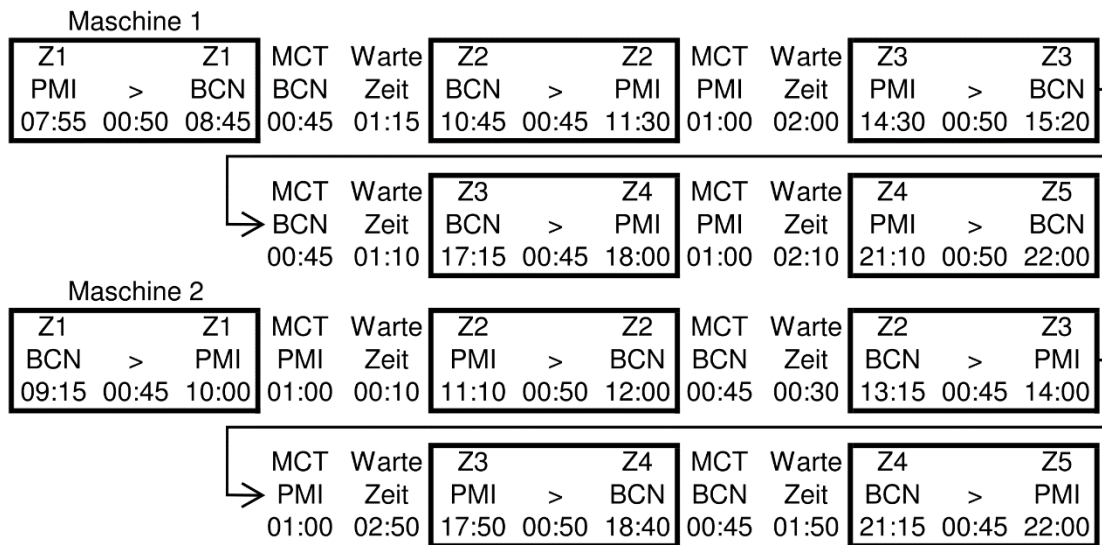 Maschine 1
Z1 Z1 MCT Warte Z2 Z2 MCT Warte Z3 Z3
PMI > BCN BCN Zeit BCN > PMI PMI Zeit PMI > BCN
07:55 00:50 08:45 00:45 01:15 10:45 00:45 11:30 01:00 02:00 14:30 00:50 15:20
MCT Warte Z3 Z4 MCT Warte Z4 Z5
BCN Zeit BCN > PMI PMI Zeit PMI > BCN
00:45 01:10 17:15 00:45 18:00 01:00 02:10 21:10 00:50 22:00
Maschine 2
Z1 Z1 MCT Warte Z2 Z2 MCT Warte Z2 Z3
BCN > PMI PMI Zeit PMI > BCN BCN Zeit BCN > PMI
09:15 00:45 10:00 01:00 00:10 11:10 00:50 12:00 00:45 00:30 13:15 00:45 14:00
MCT Warte Z3 Z4 MCT Warte Z4 Z5
PMI Zeit PMI > BCN BCN Zeit BCN > PMI
01:00 02:50 17:50 00:50 18:40 00:45 01:50 21:15 00:45 22:00